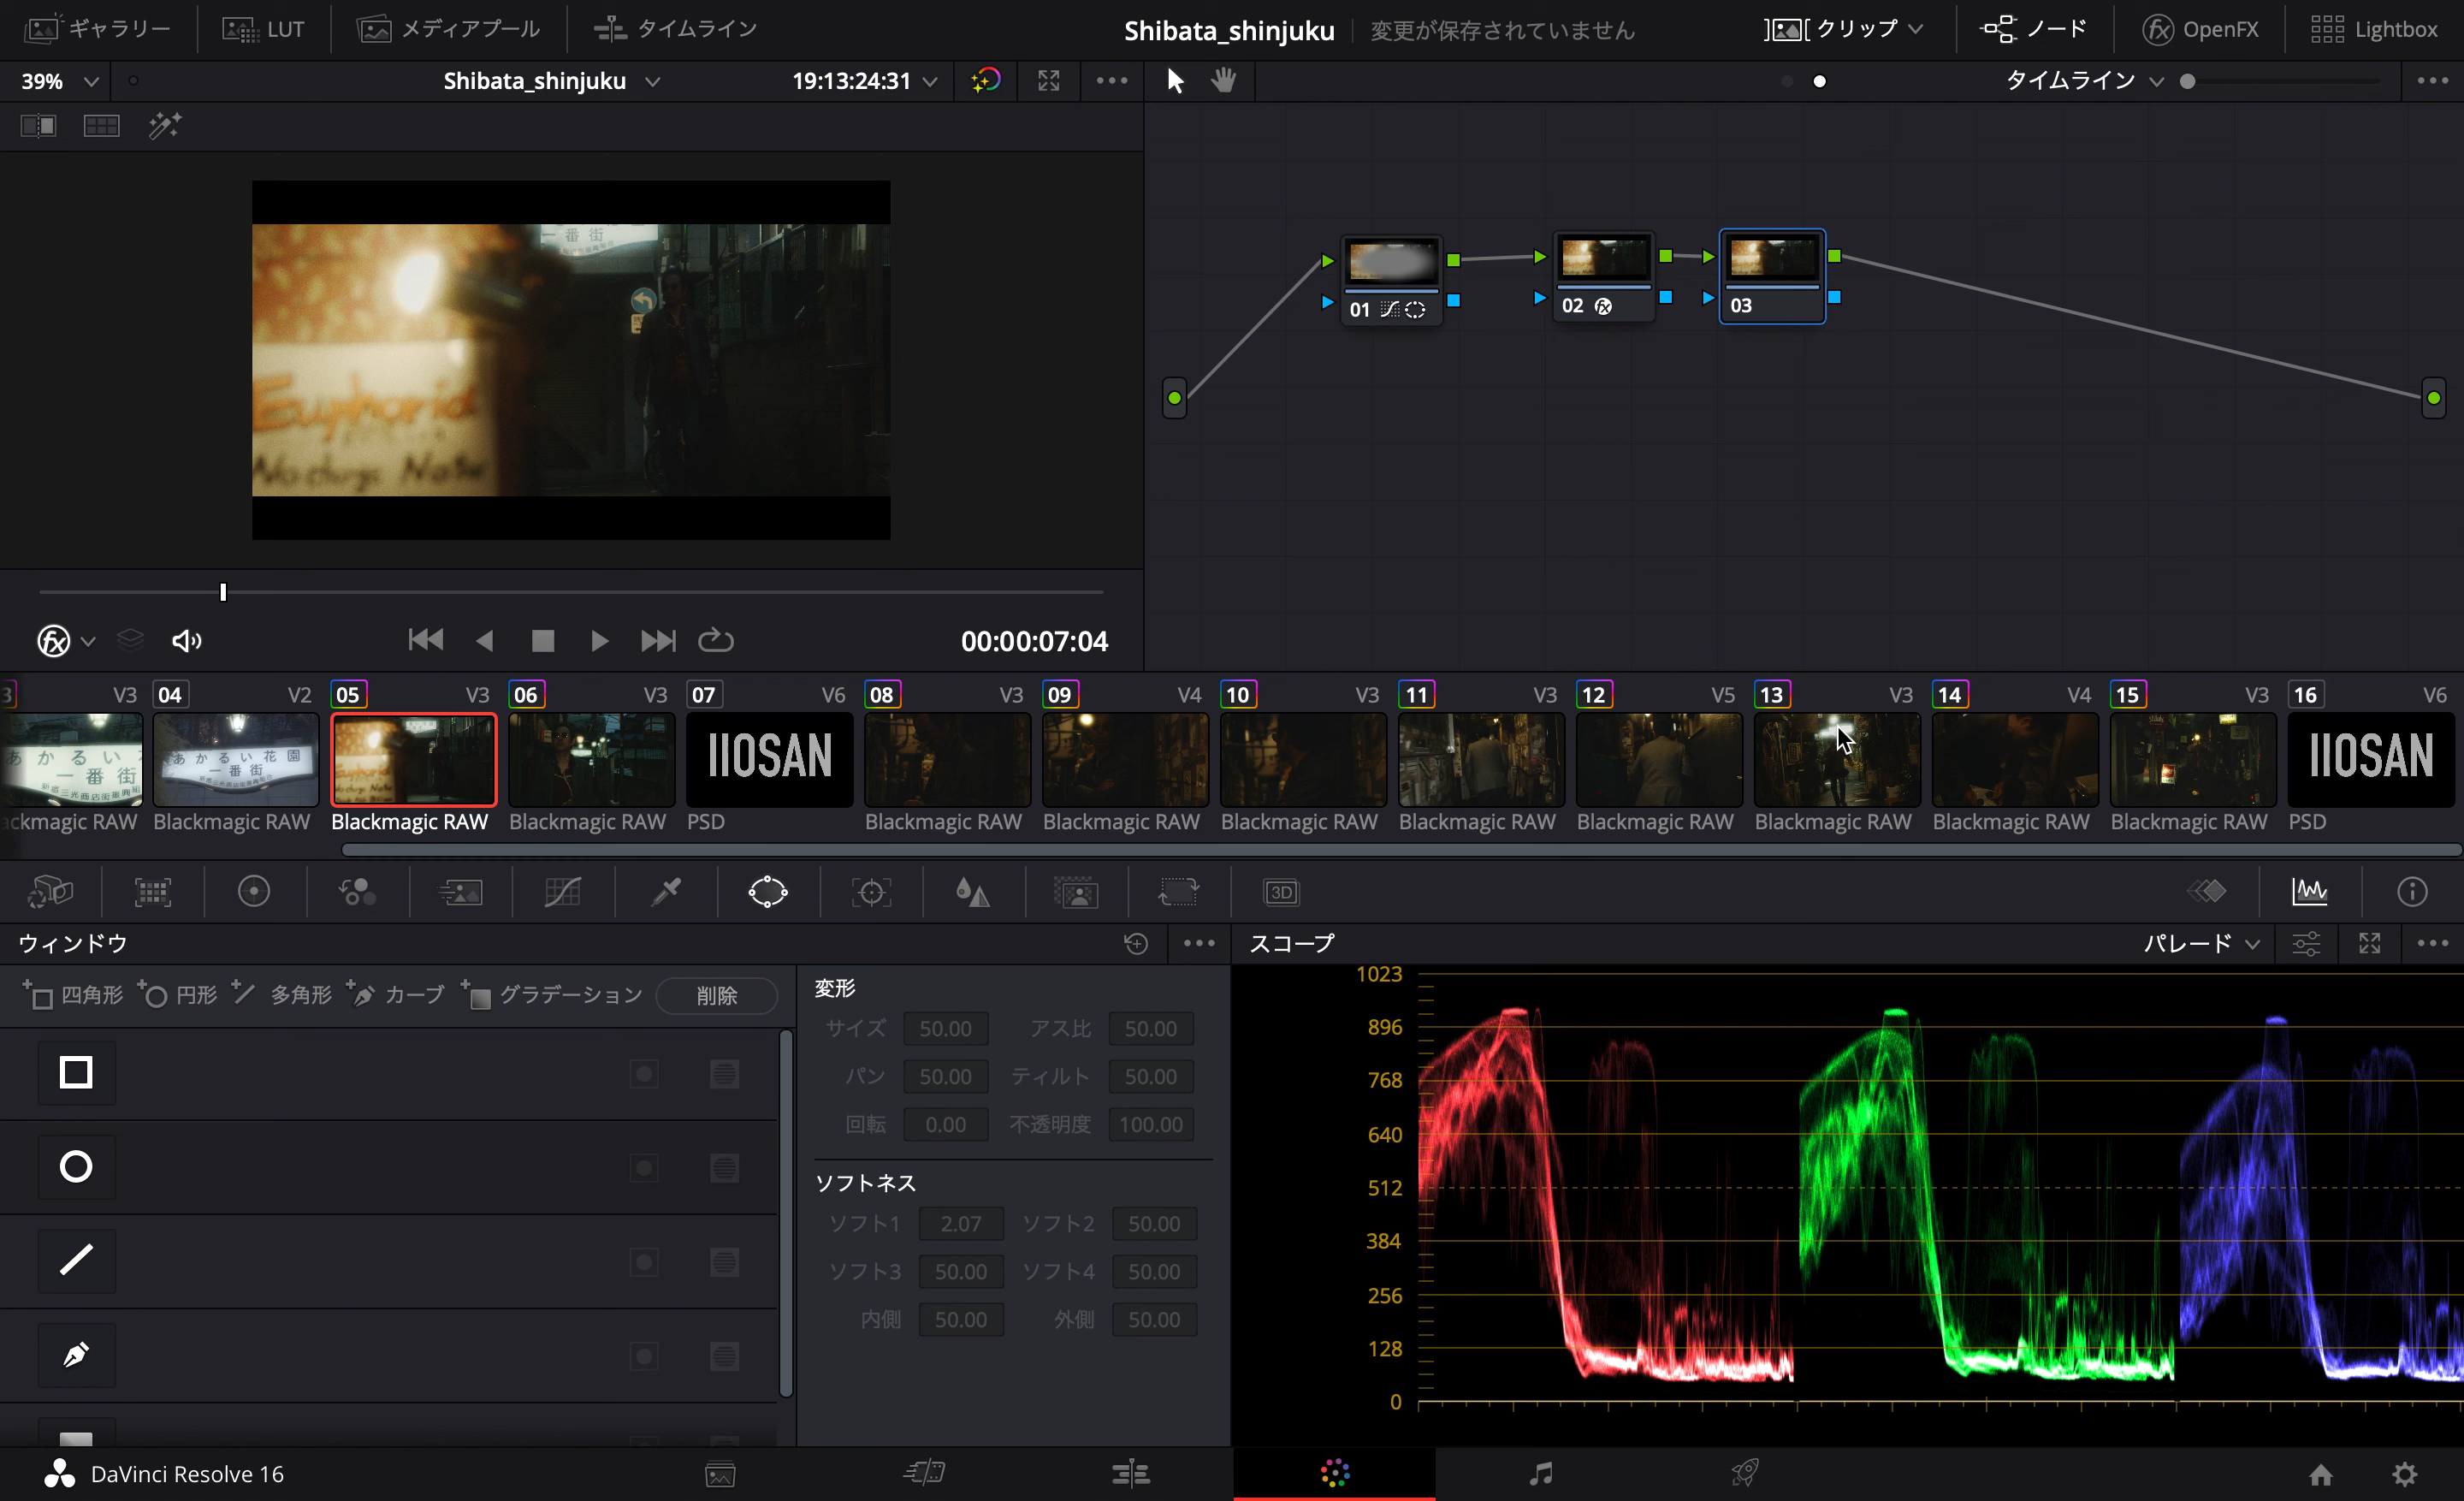 ギャラリー LUT メディアプール タイムライン Shibata_shinjuku 変更が保存されていません クリップ ノード fx OpenFX Lightbox
39% Shibata_shinjuku 19:13:24:31 タイムライン
一番街
Euphoria
01 02 fx 03
fx 00:00:07:04
3 V3 04 V2 05 V3 06 V3 07 V6 08 V3 09 V4 10 V3 11 V3 12 V5 13 V3 14 V4 15 V3 16 V6
あかるい
一番街
あかるい花園
一番街
IIOSAN
IIOSAN
ackmagic RAW Blackmagic RAW Blackmagic RAW Blackmagic RAW PSD Blackmagic RAW Blackmagic RAW Blackmagic RAW Blackmagic RAW Blackmagic RAW Blackmagic RAW Blackmagic RAW Blackmagic RAW PSD
3D
ウィンドウ スコープ パレード
四角形 円形 多角形 カーブ グラデーション 削除
変形
サイズ 50.00 アス比 50.00
パン 50.00 ティルト 50.00
回転 0.00 不透明度 100.00
ソフトネス
ソフト1 2.07 ソフト2 50.00
ソフト3 50.00 ソフト4 50.00
内側 50.00 外側 50.00
1023
896
768
640
512
384
256
128
0
DaVinci Resolve 16